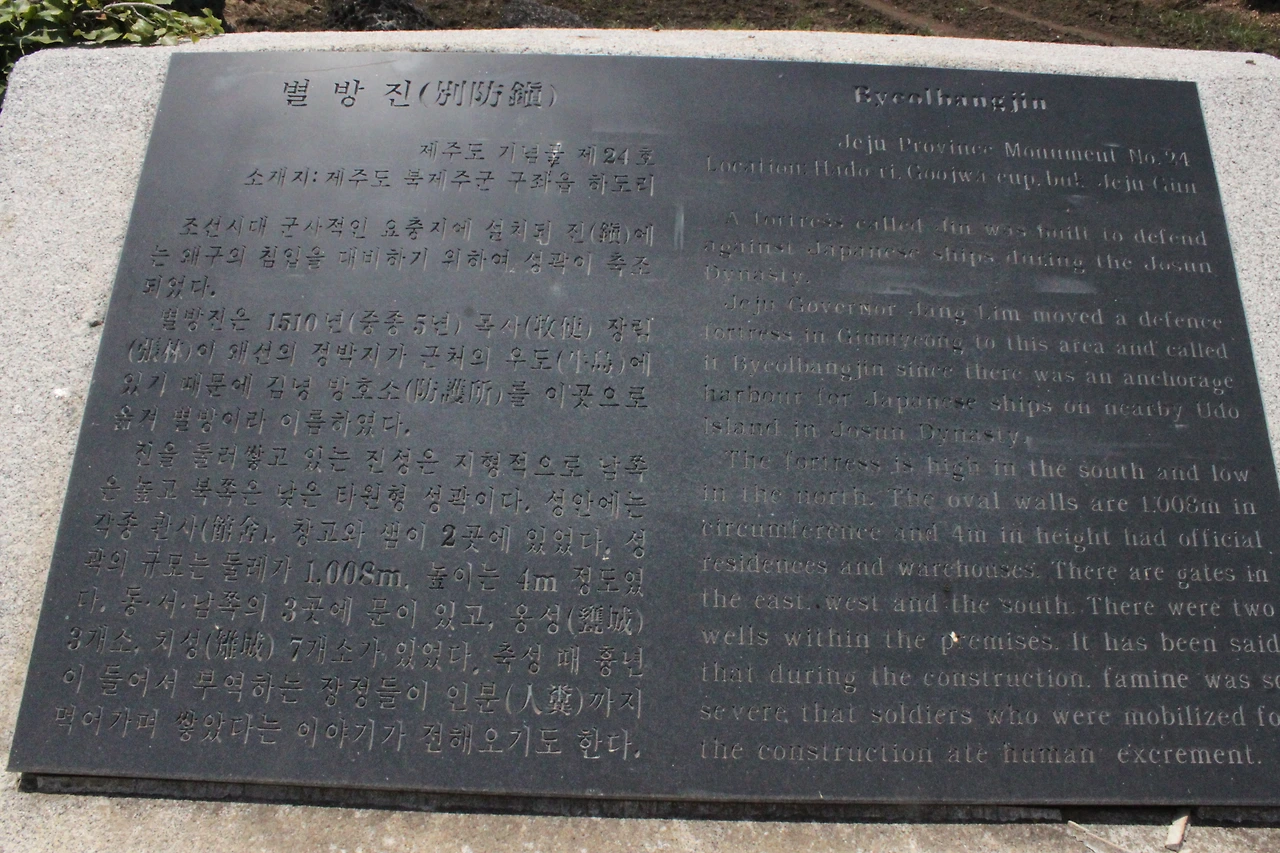 별 방 진(別防鎭)
제주도 기념물 제24호
소재지: 제주도 북제주군 구좌읍 하도리
조선시대 군사적인 요충지에 설치된 진(鎭)에
는 왜구의 침입을 대비하기 위하여 성곽이 축조
되었다.
별방진은 1510년(중종 5년) 목사(牧使) 장림
(張林)이 왜선의 정박지가 근처의 우도(牛島)에
있기 때문에 김녕 방호소(防護所)를 이곳으로
옮겨 별방이라 이름하였다.
진을 둘러쌓고 있는 진성은 지형적으로 남쪽
은 높고 북쪽은 낮은 타원형 성곽이다. 성안에는
각종 관사(館舍), 창고와 샘이 2곳에 있었다. 성
곽의 규모는 둘레가 1,008m, 높이는 4m 정도였
다. 동·서·남쪽의 3곳에 문이 있고, 옹성(甕城)
3개소, 치성(雉城) 7개소가 있었다. 축성 때 흉년
이 들어서 부역하는 장정들이 인분(人糞)까지
먹어가며 쌓았다는 이야기가 전해오기도 한다.
Byeolbangjin
Jeju Province Monument No. 24
Location: Hado ri, Goojwa eup, buk Jeju Gun
A fortress called Jin was built to defend
against Japanese ships during the Josun
Dynasty.
Jeju Governor Jang Lim moved a defence
fortress in Gimnyeong to this area and called
it Byeolbangjin since there was an anchorage
harbour for Japanese ships on nearby Udo
Island in Josun Dynasty.
The fortress is high in the south and low
in the north. The oval walls are 1,008m in
circumference and 4m in height had official
residences and warehouses. There are gates in
the east, west and the south. There were two
wells within the premises. It has been said
that during the construction, famine was so
severe, that soldiers who were mobilized fo
the construction ate human excrement.